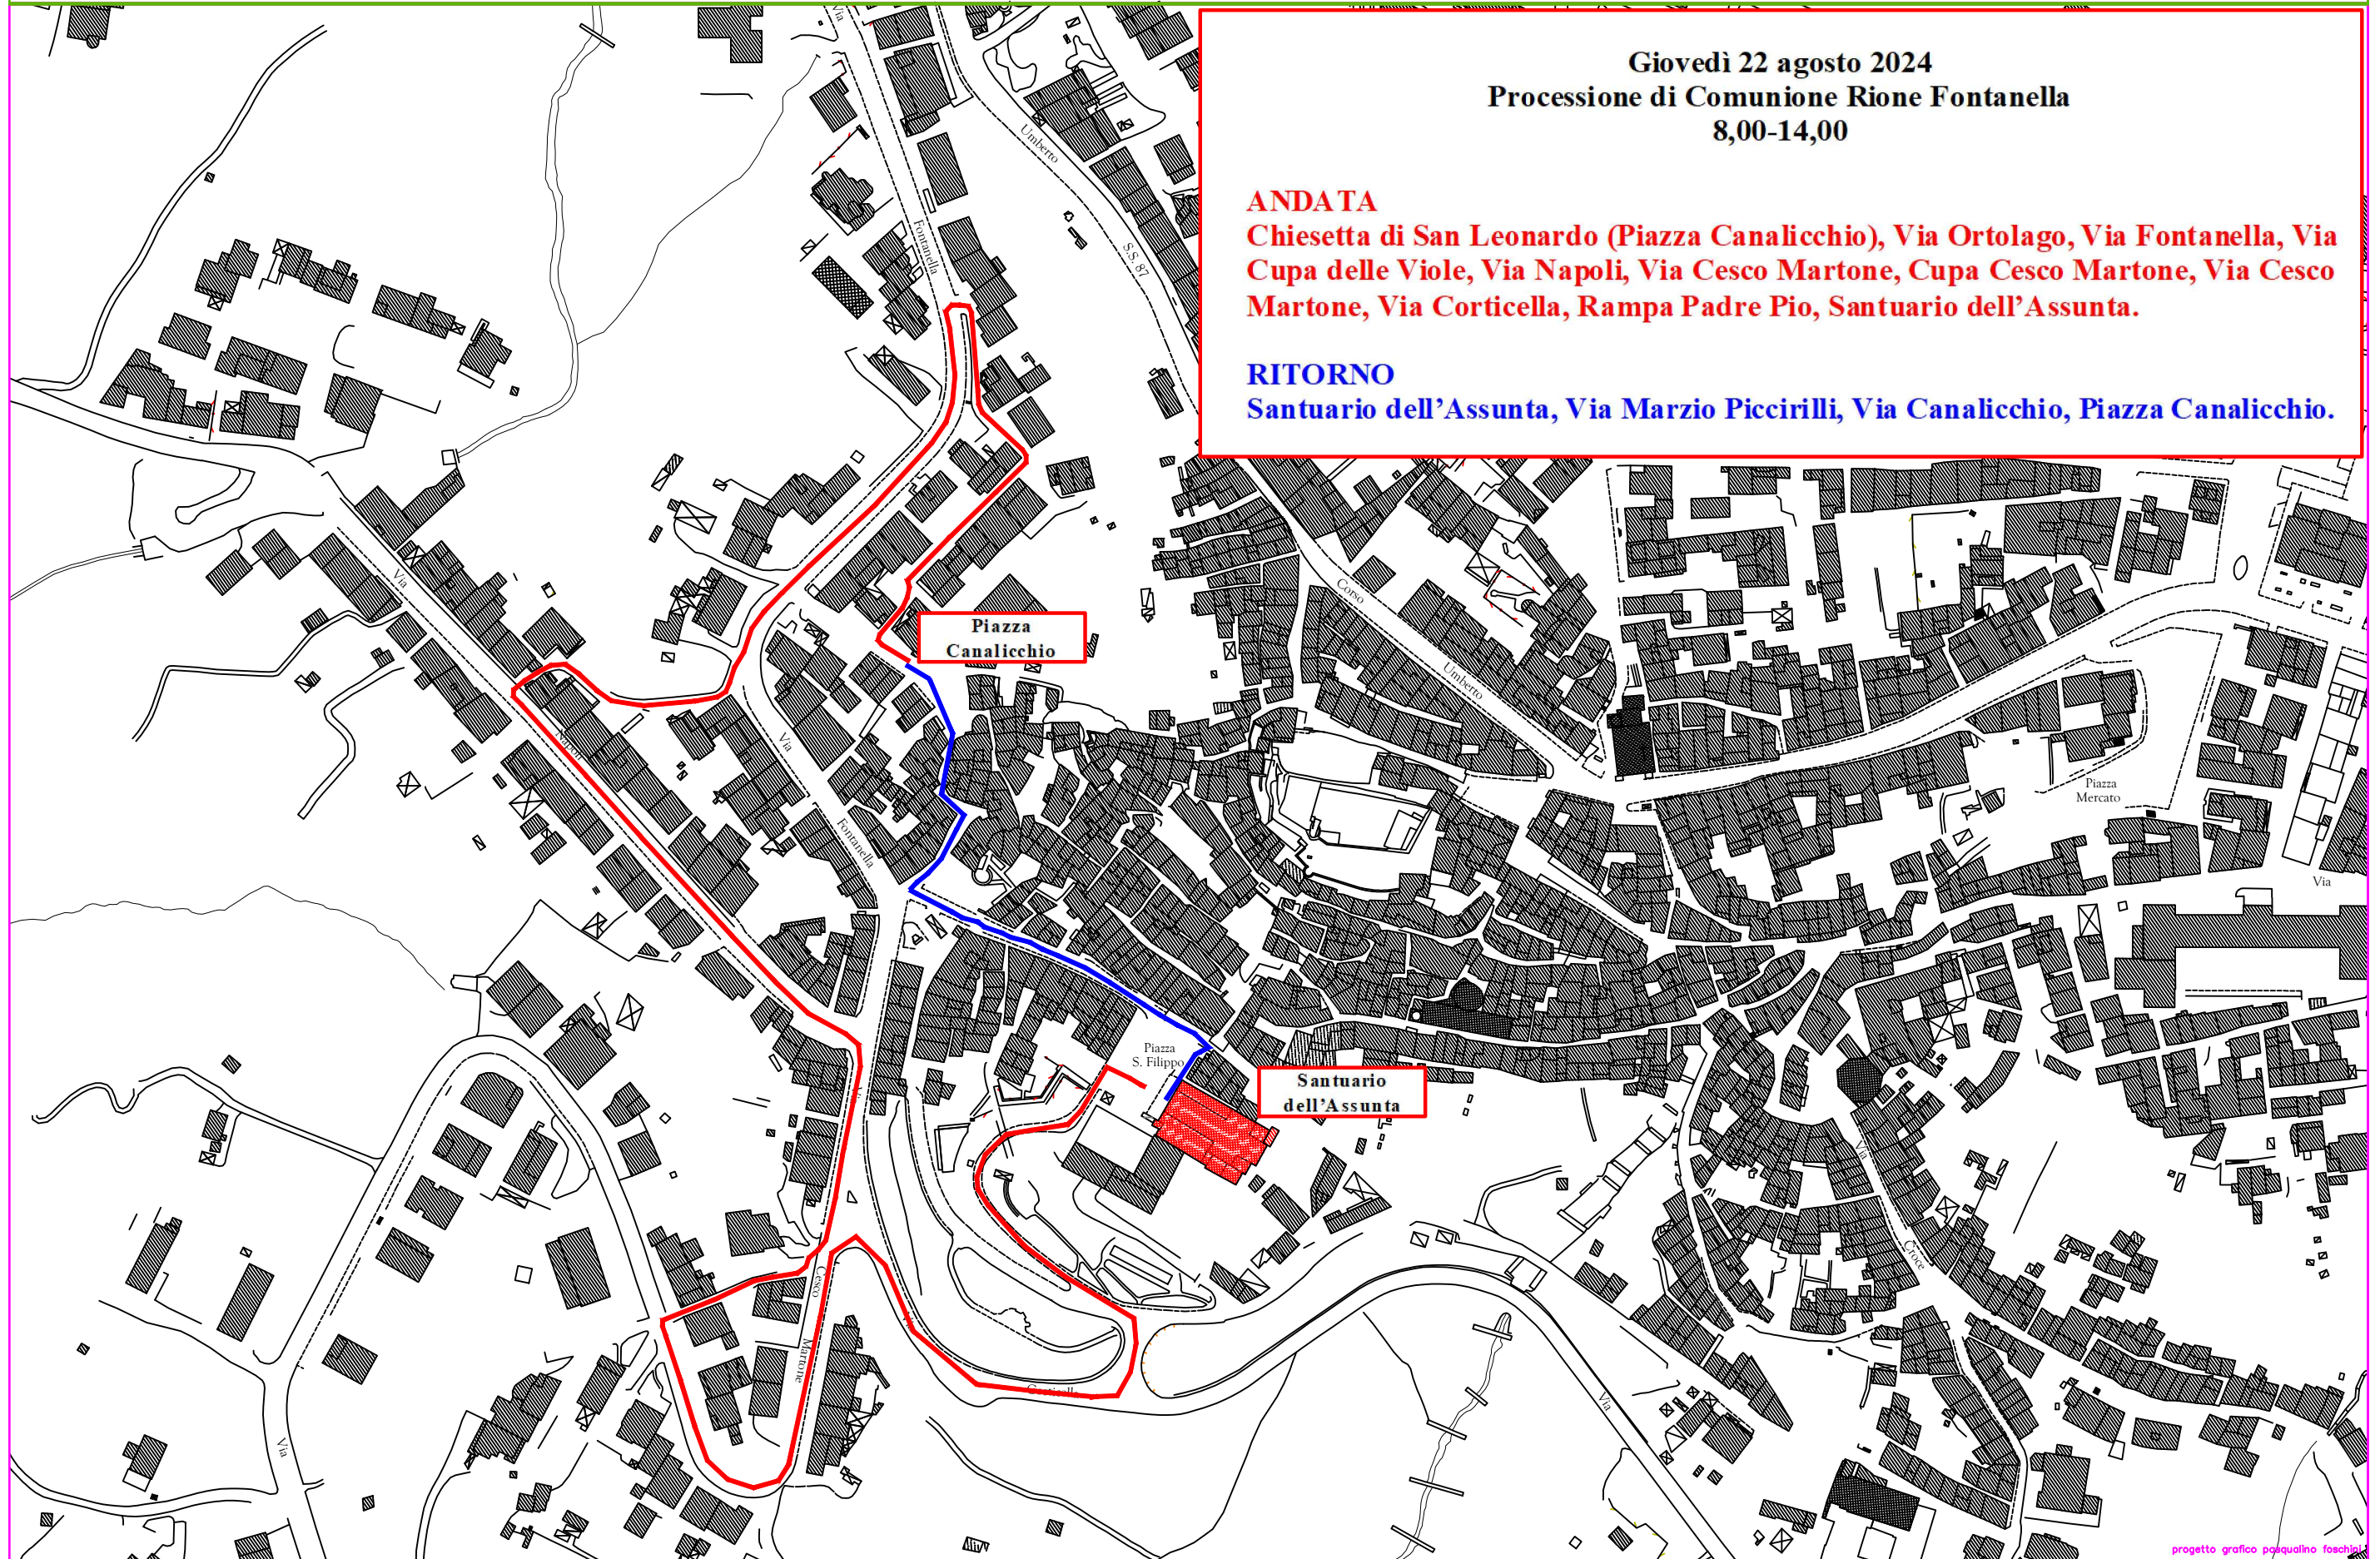 Giovedì 22 agosto 2024
Processione di Comunione Rione Fontanella
8,00-14,00
ANDATA
Chiesetta di San Leonardo (Piazza Canalicchio), Via Ortolago, Via Fontanella, Via
Cupa delle Viole, Via Napoli, Via Cesco Martone, Cupa Cesco Martone, Via Cesco
Martone, Via Corticella, Rampa Padre Pio, Santuario dell’Assunta.
RITORNO
Santuario dell’Assunta, Via Marzio Piccirilli, Via Canalicchio, Piazza Canalicchio.
Via
Umberto
Fontanella
S.S. 87
Via
Corso
Piazza
Canalicchio
Umberto
Napoli
Via
Piazza
Mercato
Fontanella
Via
Piazza
S. Filippo
Santuario
dell’Assunta
Via
Croce
Cesco
Martone
Corticella
Via
Via
progetto grafico pasqualino foschini